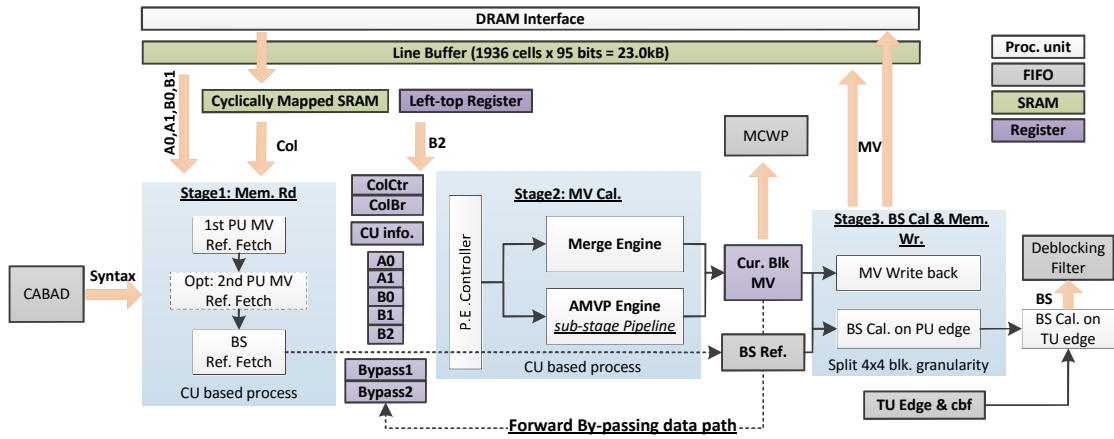 DRAM Interface
Line Buffer (1936 cells x 95 bits = 23.0kB)
Proc. unit
FIFO
SRAM
Register
A0,A1,B0,B1
Cyclically Mapped SRAM
Left-top Register
Col
B2
MCWP
MV
Stage1: Mem. Rd
1st PU MV
Ref. Fetch
Opt: 2nd PU MV
Ref. Fetch
BS
Ref. Fetch
CU based process
CABAD
Syntax
ColCtr
ColBr
CU info.
A0
A1
B0
B1
B2
Bypass1
Bypass2
Stage2: MV Cal.
P.E .Controller
Merge Engine
AMVP Engine
sub-stage Pipeline
CU based process
Cur. Blk
MV
BS Ref.
Stage3. BS Cal & Mem.
Wr.
MV Write back
BS Cal. on PU edge
Split 4x4 blk. granularity
Deblocking
Filter
BS
BS Cal. on
TU edge
TU Edge & cbf
Forward By-passing data path